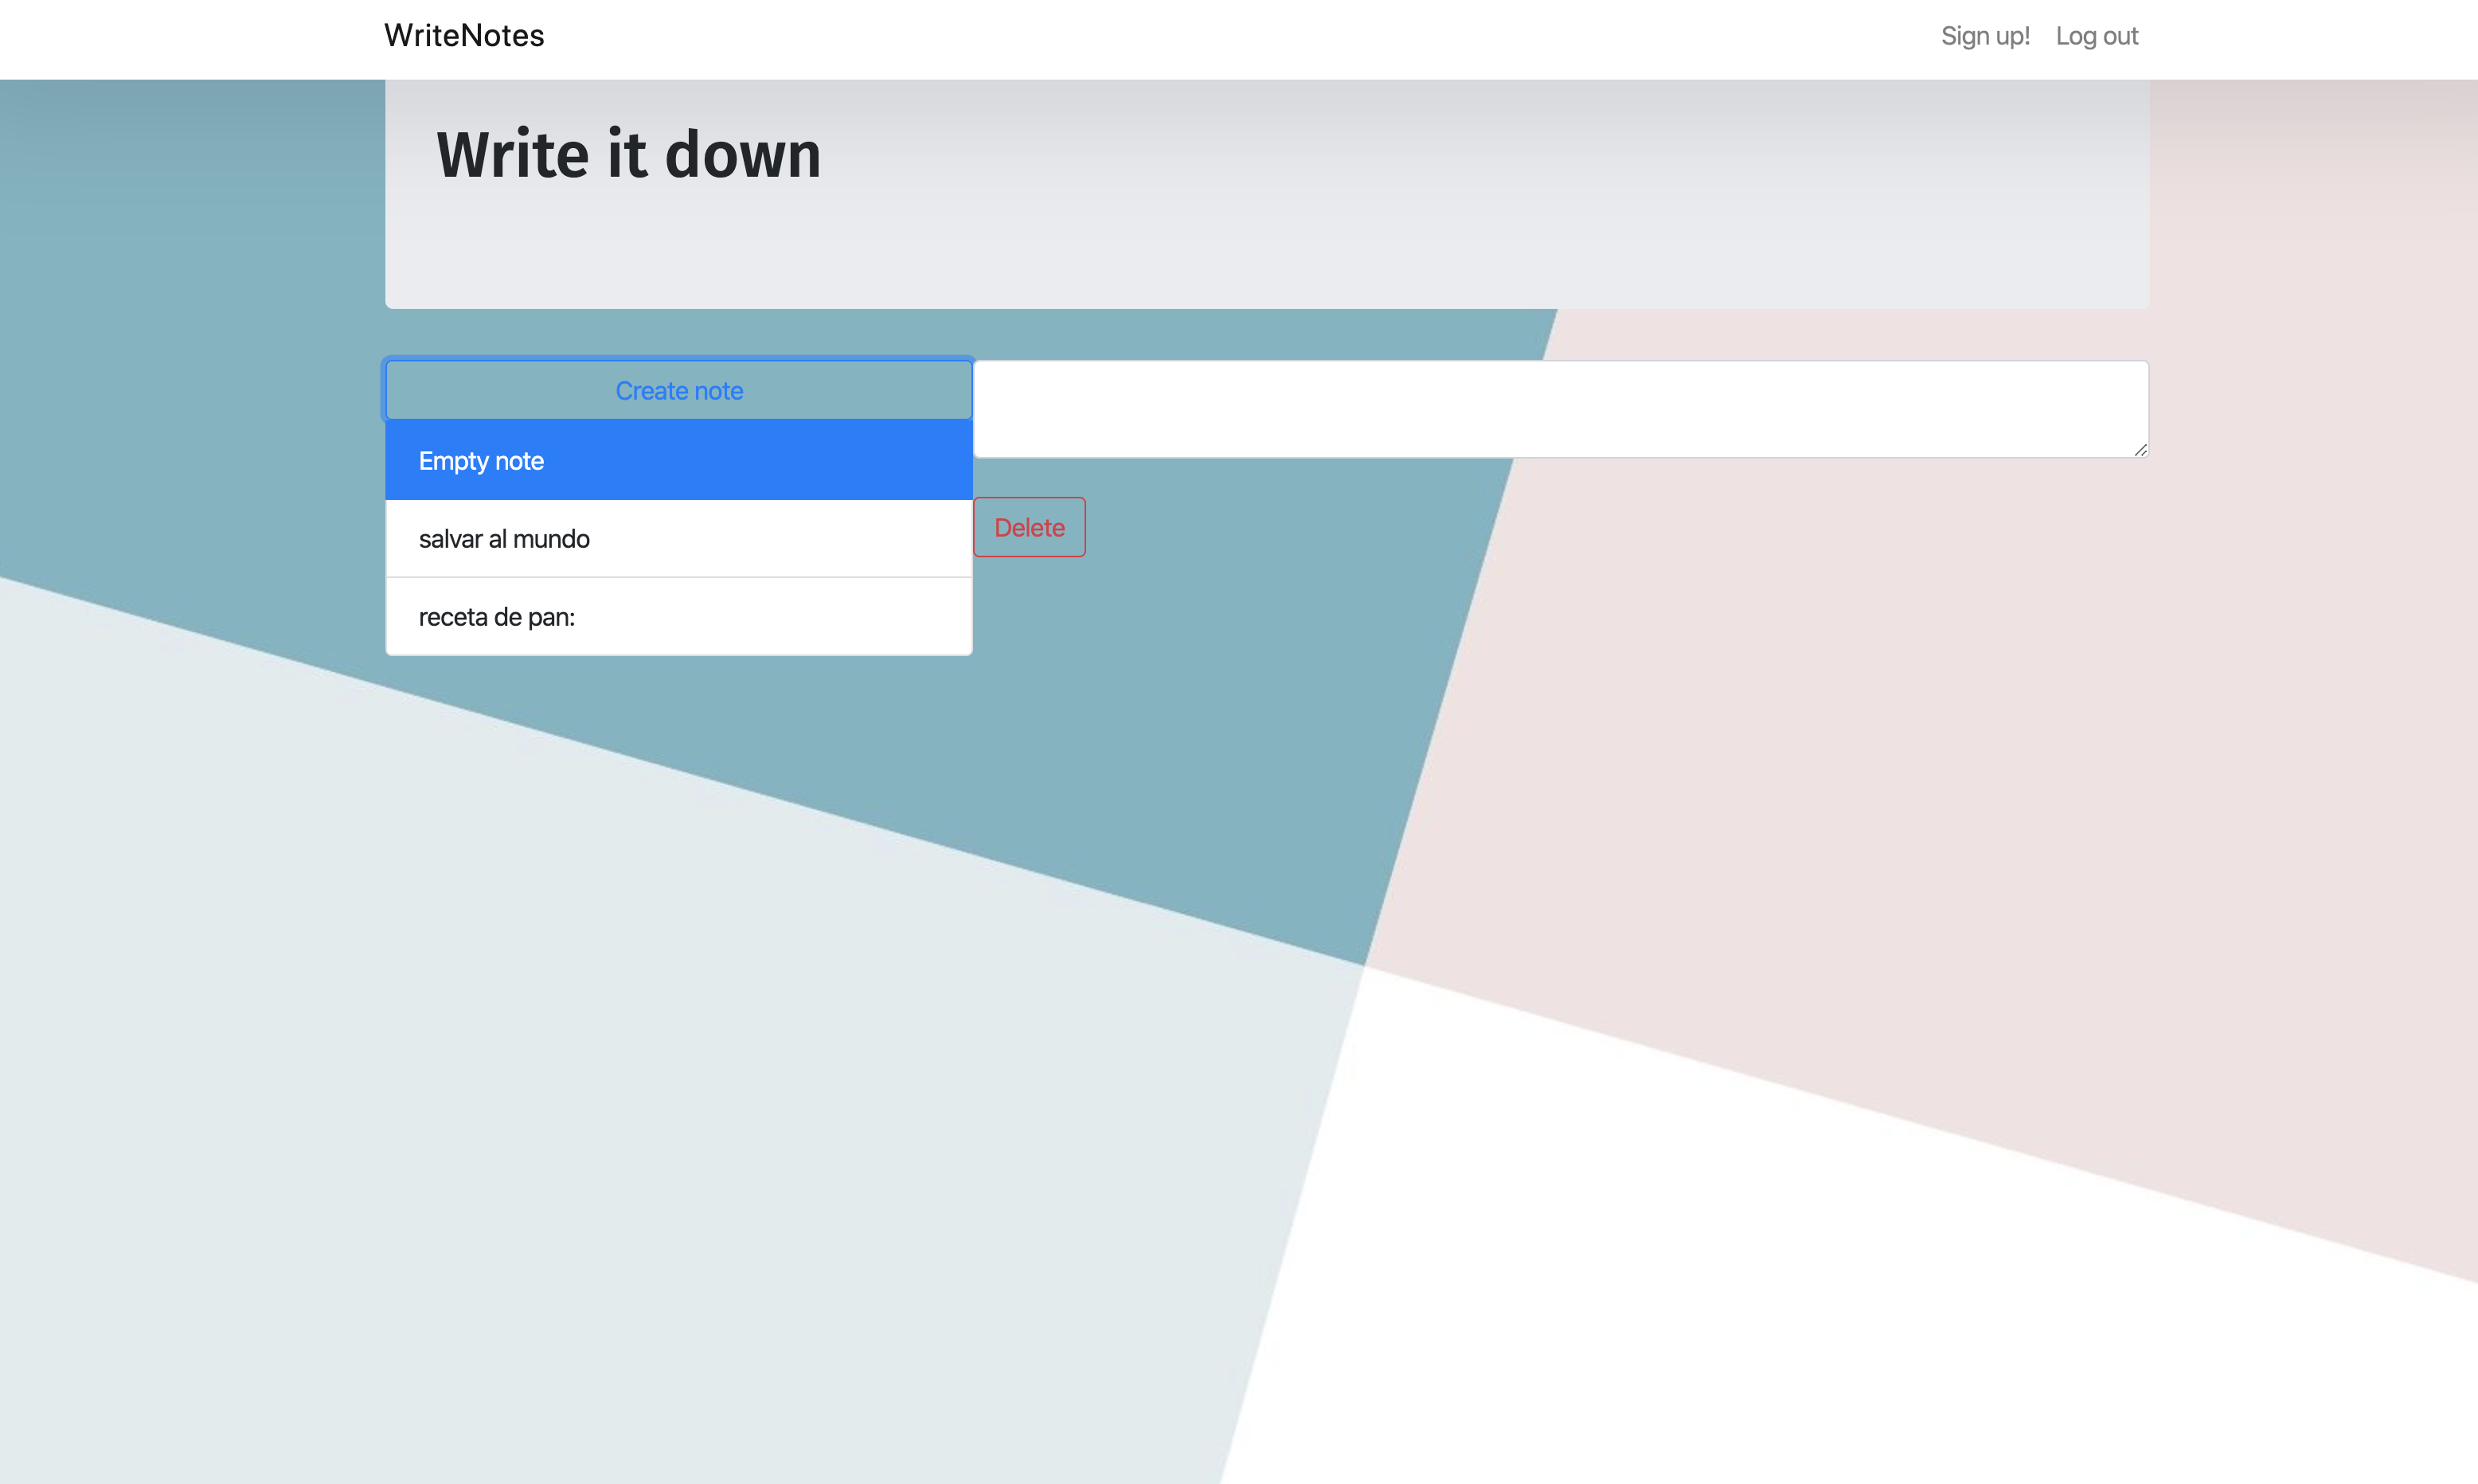 WriteNotes
Sign up! Log out
Write it down
Create note
Empty note
salvar al mundo
receta de pan:
Delete